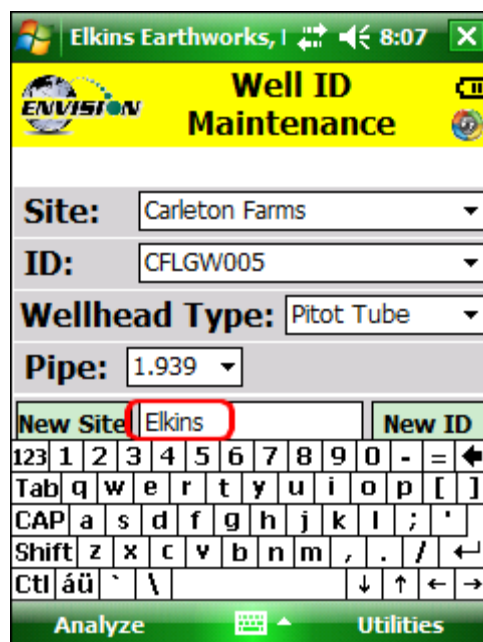 Elkins Earthworks, I 8:07
ENVISION
Well ID
Maintenance
Site: Carleton Farms
ID: CFLGW005
Wellhead Type: Pitot Tube
Pipe: 1.939
New Site Elkins New ID
123 1 2 3 4 5 6 7 8 9 0 - =
Tab q w e r t y u i o p [ ]
CAP a s d f g h j k l ; '
Shift z x c v b n m , . / ↵
Ctl áü ` \ ↓ ↑ ← →
Analyze Utilities